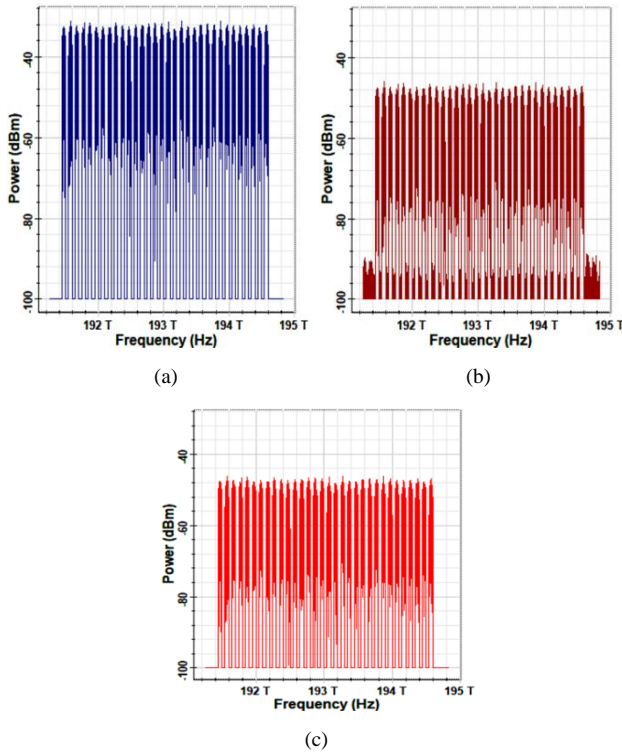 Power (dBm)
-40
-60
-80
-100
192 T
193 T
194 T
195 T
Frequency (Hz)
(a)
Power (dBm)
-40
-60
-80
-100
192 T
193 T
194 T
195 T
Frequency (Hz)
(b)
Power (dBm)
-40
-60
-80
-100
192 T
193 T
194 T
195 T
Frequency (Hz)
(c)